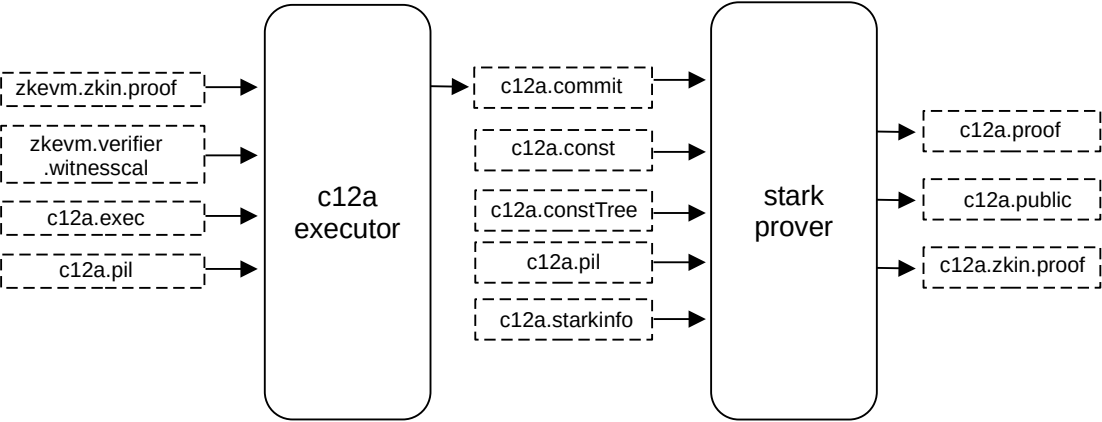 zkevm.zkin.proof
zkevm.verifier
.witnesscal
c12a.exec
c12a.pil
c12a
executor
c12a.commit
c12a.const
c12a.constTree
c12a.pil
c12a.starkinfo
stark
prover
c12a.proof
c12a.public
c12a.zkin.proof